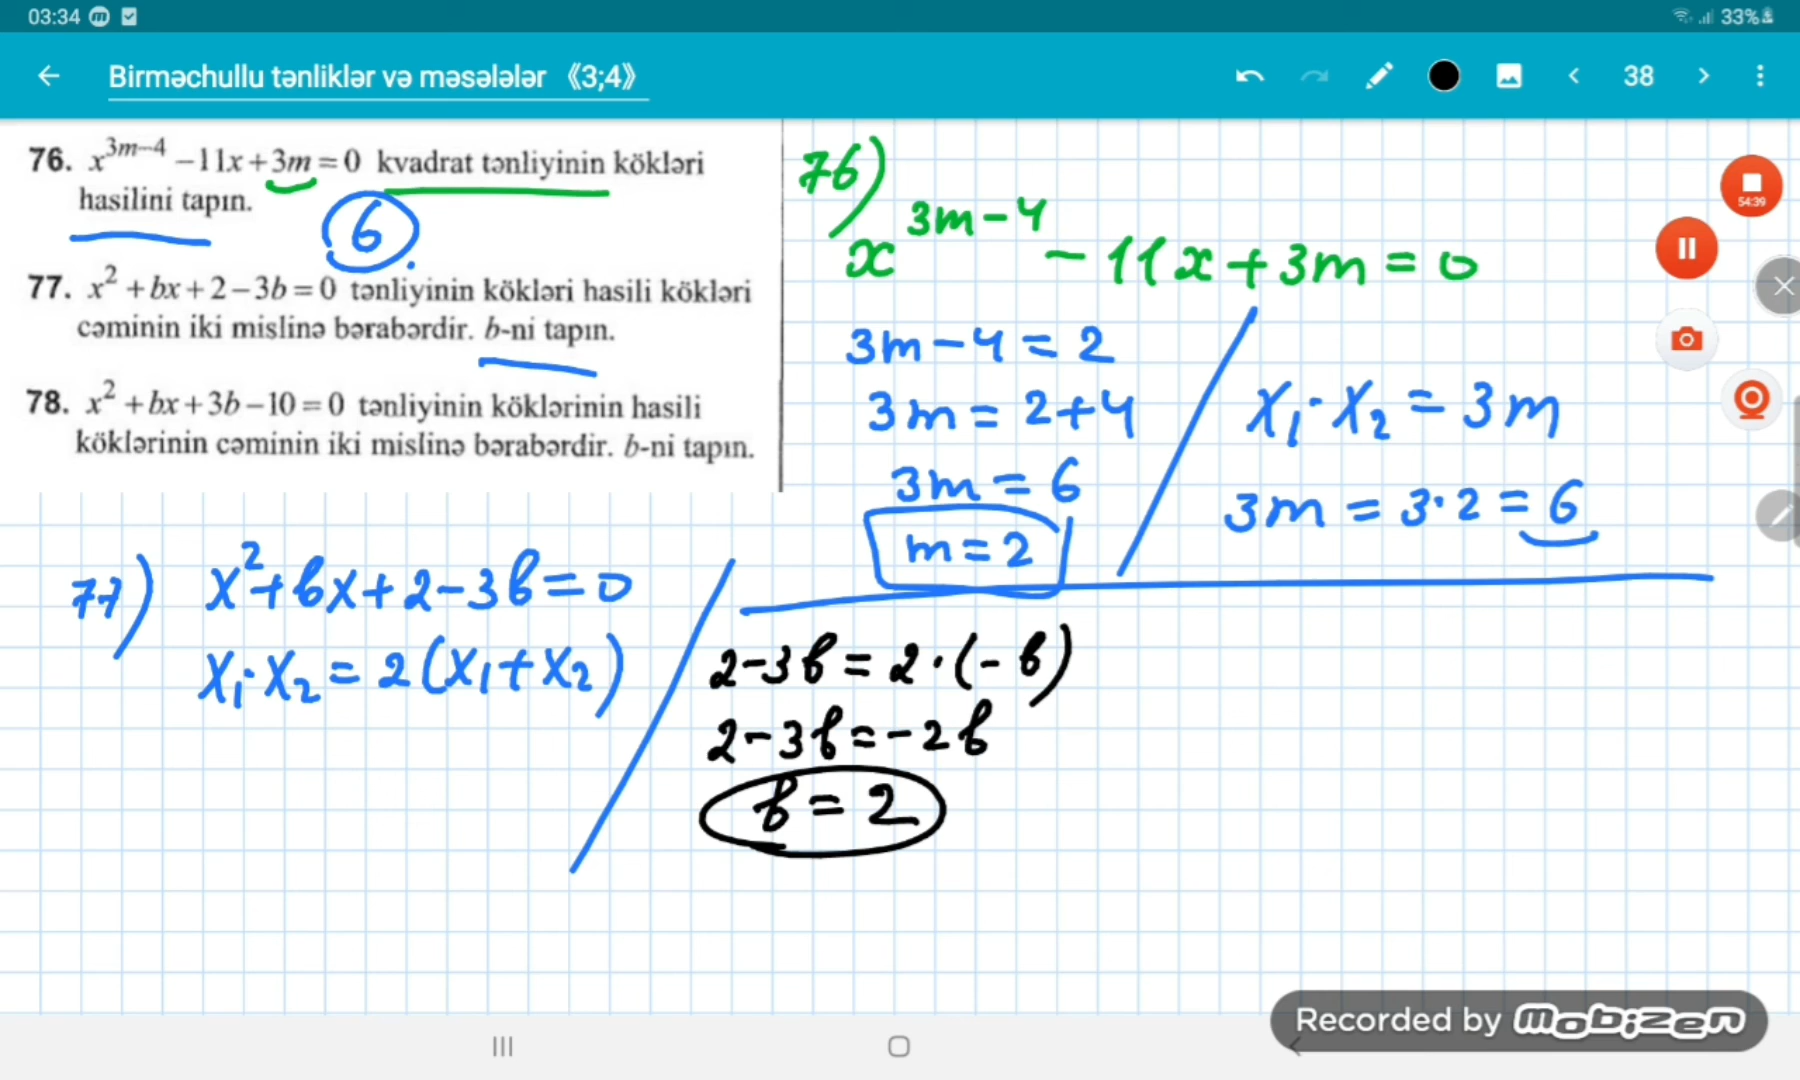 03:34 33%
Birməchullu tənliklər və məsələlər 《3;4》 38
76. x^{3m-4} −11x+3m=0 kvadrat tənliyinin kökləri
hasilini tapın.
6
77. x² +bx+2−3b=0 tənliyinin kökləri hasili kökləri
cəminin iki mislinə bərabərdir. b-ni tapın.
78. x² +bx+3b−10=0 tənliyinin köklərinin hasili
köklərinin cəminin iki mislinə bərabərdir. b-ni tapın.
76)
x^{3m-4} −11x+3m=0
3m−4=2
3m=2+4
3m=6
m=2
x₁·x₂=3m
3m=3·2=6
77) x²+bx+2−3b=0
x₁·x₂=2(x₁+x₂)
2−3b=2·(−b)
2−3b=−2b
b=2
54:39
Recorded by Mobizen